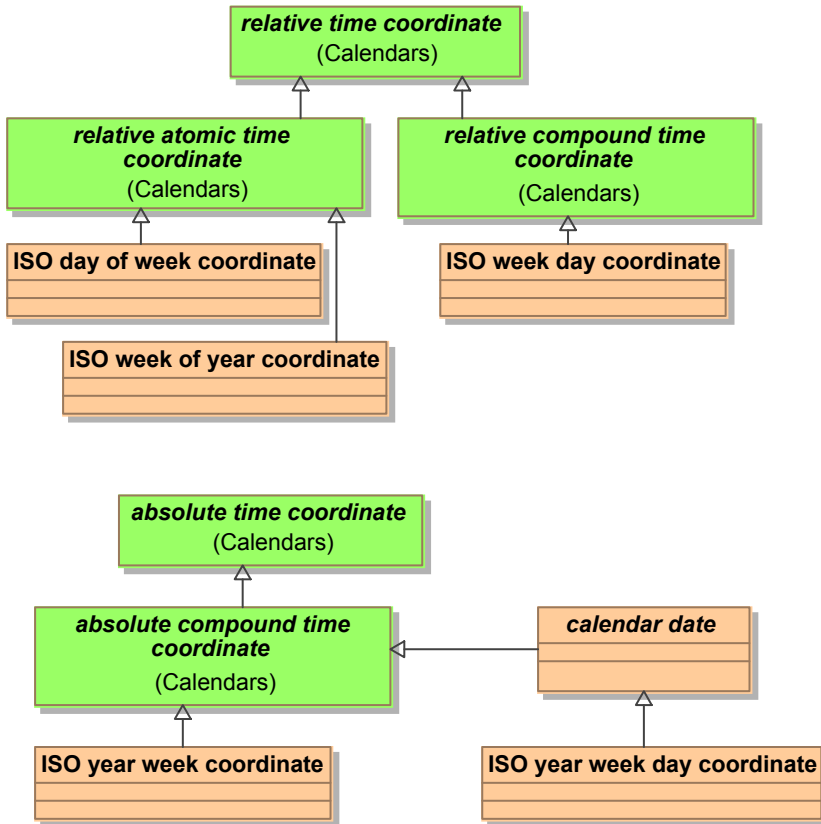 relative time coordinate
(Calendars)
relative atomic time
coordinate
(Calendars)
relative compound time
coordinate
(Calendars)
ISO day of week coordinate
ISO week day coordinate
ISO week of year coordinate
absolute time coordinate
(Calendars)
absolute compound time
coordinate
(Calendars)
calendar date
ISO year week coordinate
ISO year week day coordinate